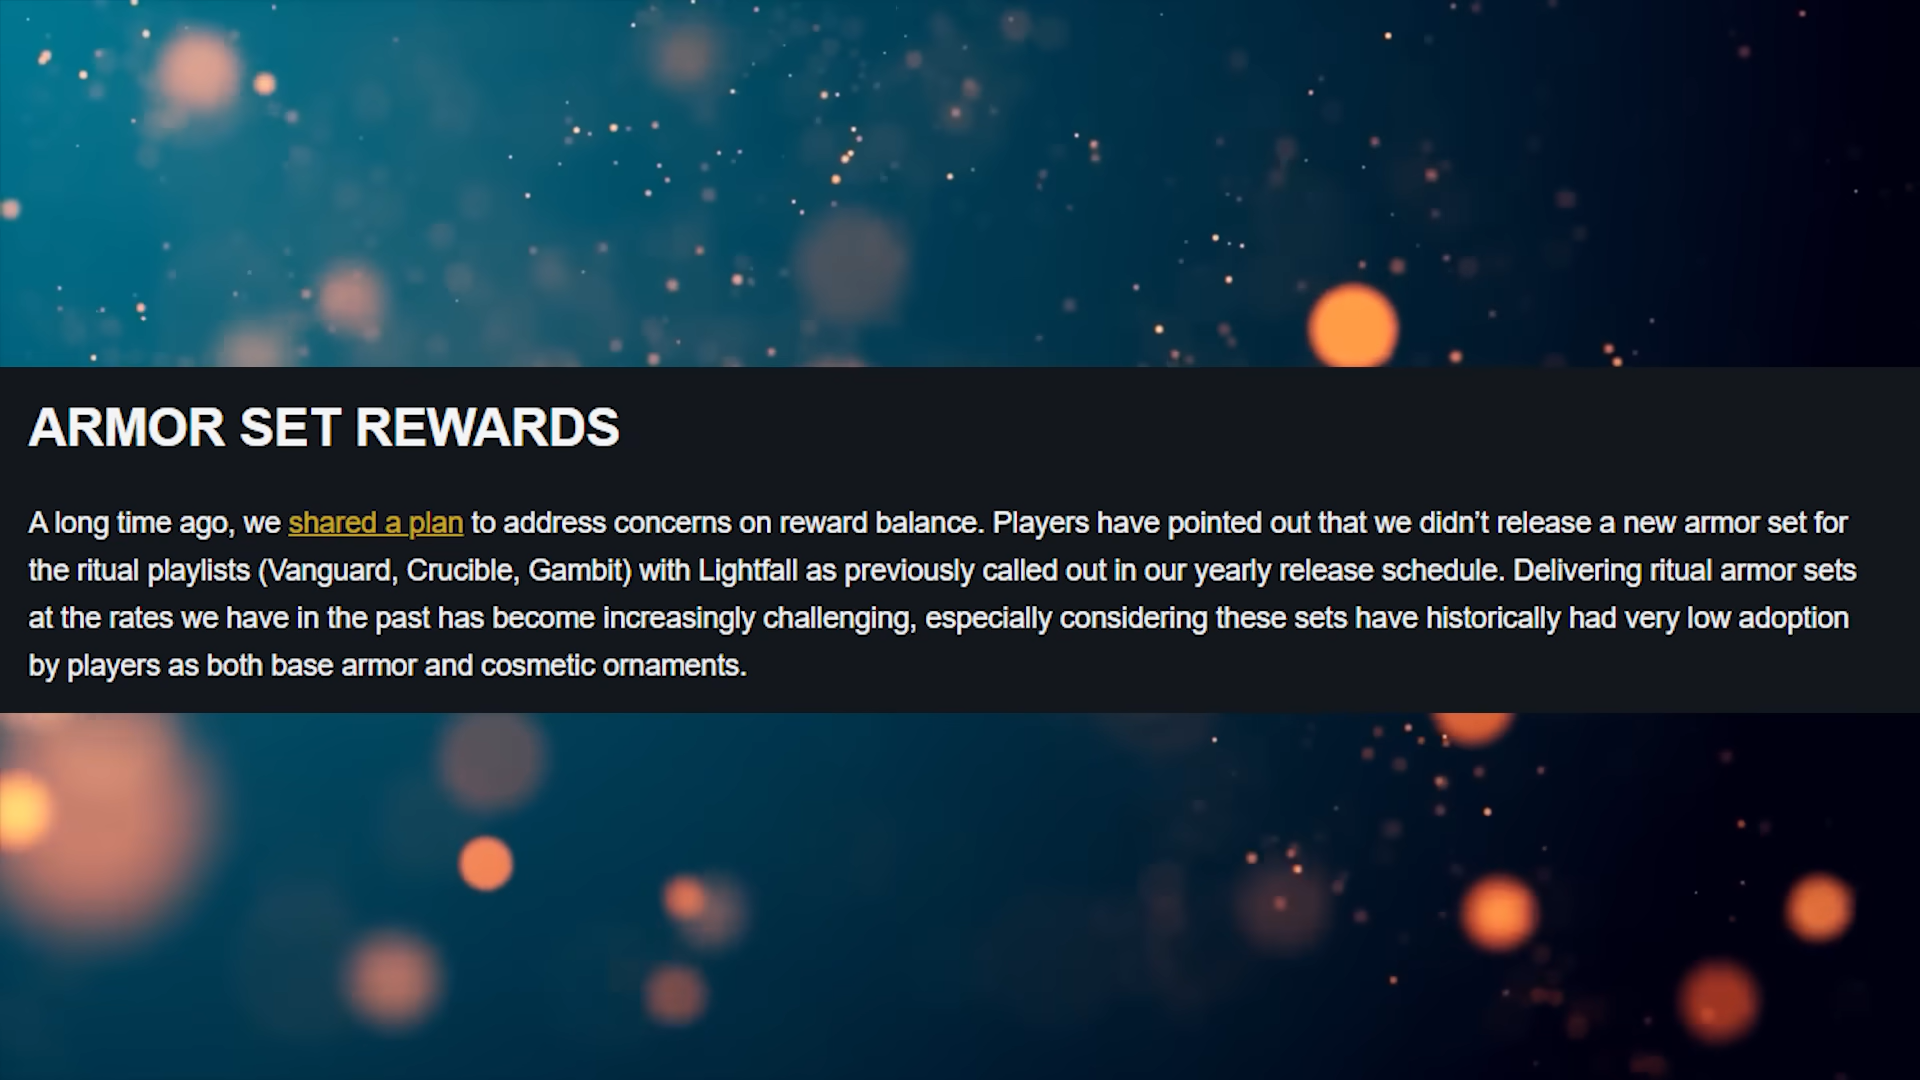 ARMOR SET REWARDS
A long time ago, we shared a plan to address concerns on reward balance. Players have pointed out that we didn’t release a new armor set for
the ritual playlists (Vanguard, Crucible, Gambit) with Lightfall as previously called out in our yearly release schedule. Delivering ritual armor sets
at the rates we have in the past has become increasingly challenging, especially considering these sets have historically had very low adoption
by players as both base armor and cosmetic ornaments.